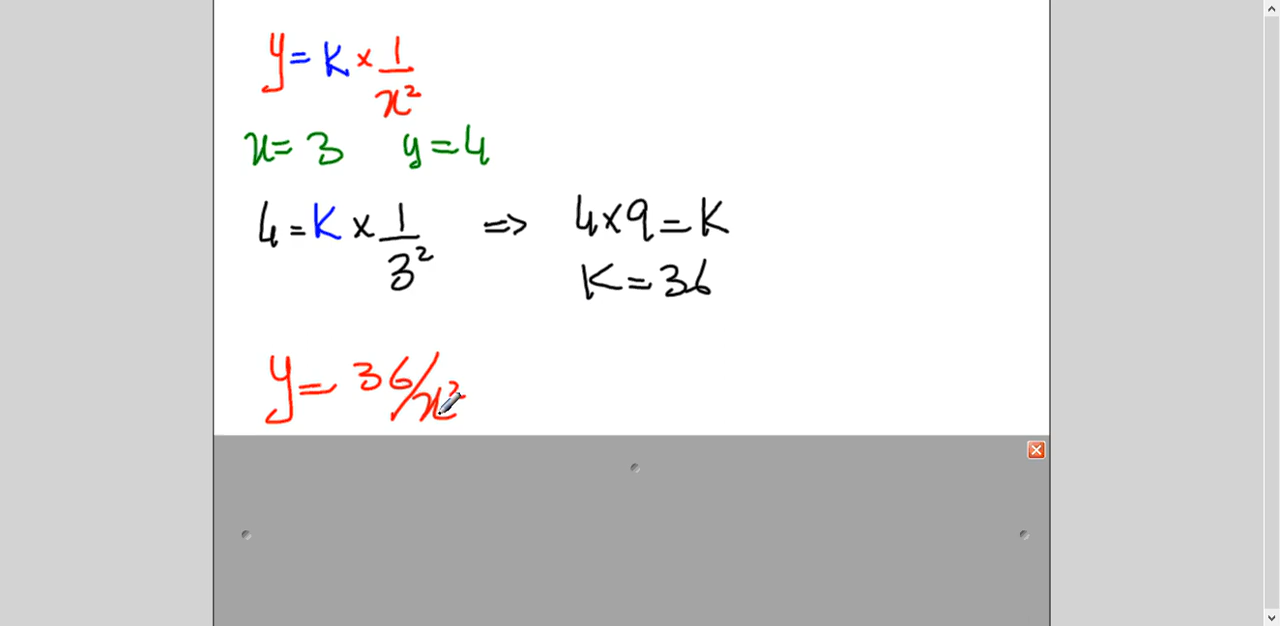 y = K × 1/x²
x = 3 y = 4
4 = K × 1/3² => 4×9 = K
K = 36
y = 36/x²